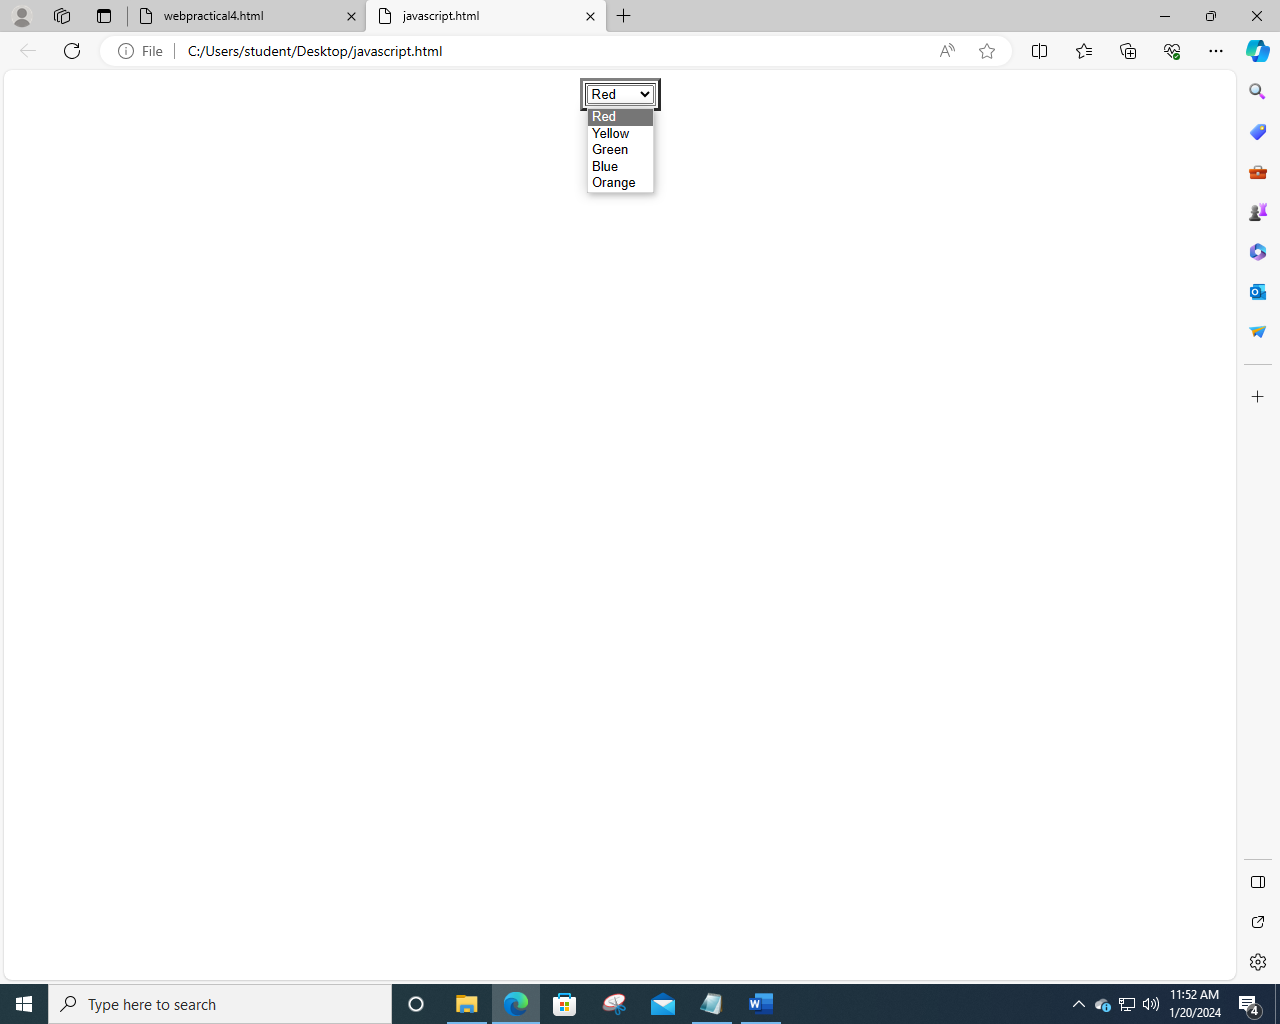 webpractical4.html
javascript.html
File
C:/Users/student/Desktop/javascript.html
Red
Red
Yellow
Green
Blue
Orange
Type here to search
11:52 AM
1/20/2024
4